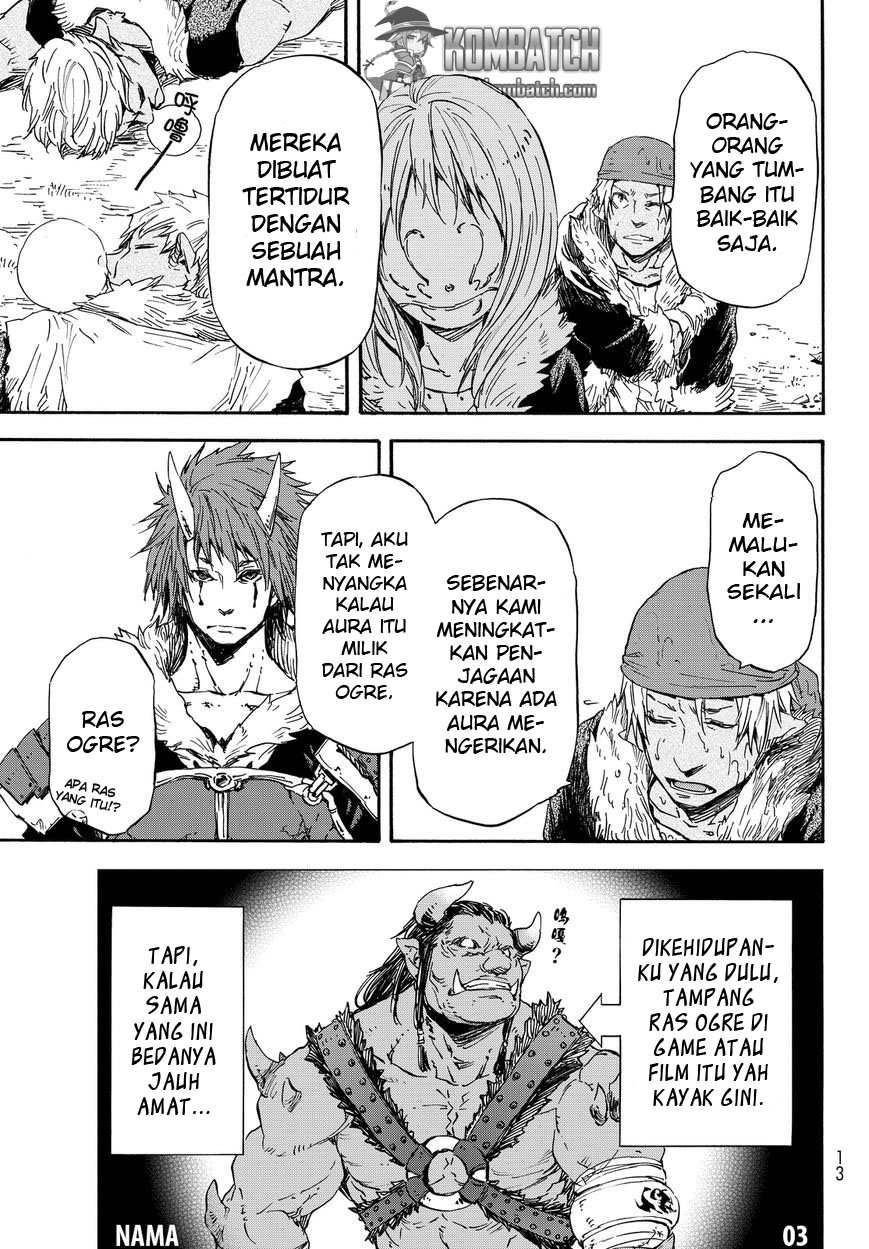 KOMBATCH
ORANG-
ORANG
YANG TUM-
BANG ITU
BAIK-BAIK
SAJA.
MEREKA
DIBUAT
TERTIDUR
DENGAN
SEBUAH
MANTRA.
呼嚕
ME-
MALU-
KAN
SEKALI
...
SEBENAR-
NYA KAMI
MENINGKAT-
KAN PEN-
JAGAAN
KARENA ADA
AURA ME-
NGERIKAN.
TAPI, AKU
TAK ME-
NYANGKA
KALAU
AURA ITU
MILIK
DARI RAS
OGRE.
RAS
OGRE?
APA RAS
YANG ITU!?
DIKEHIDUPAN-
KU YANG DULU,
TAMPANG
RAS OGRE DI
GAME ATAU
FILM ITU YAH
KAYAK GINI.
嗚嘎?
TAPI,
KALAU
SAMA
YANG INI
BEDANYA
JAUH
AMAT...
13
NAMA
03